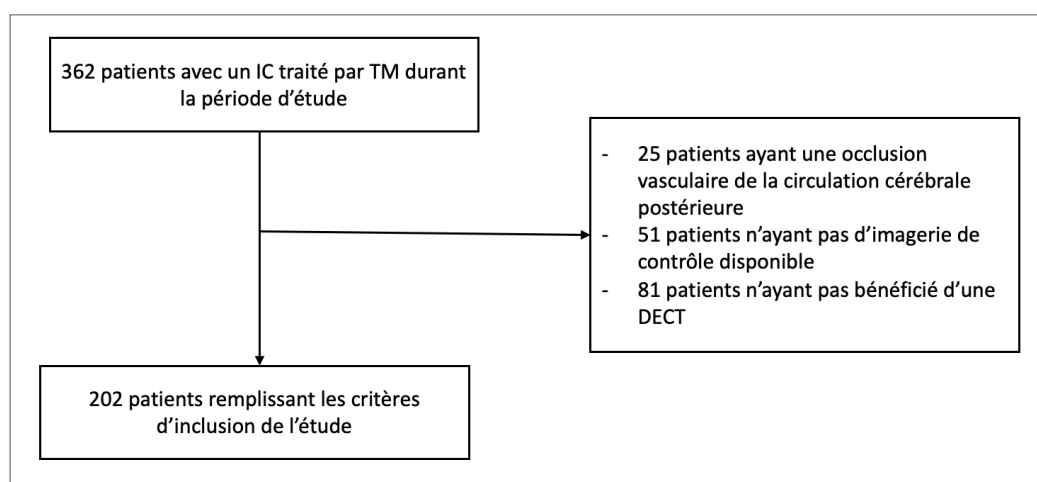 362 patients avec un IC traité par TM durant
la période d’étude
- 25 patients ayant une occlusion
vasculaire de la circulation cérébrale
postérieure
- 51 patients n’ayant pas d’imagerie de
contrôle disponible
- 81 patients n’ayant pas bénéficié d’une
DECT
202 patients remplissant les critères
d’inclusion de l’étude